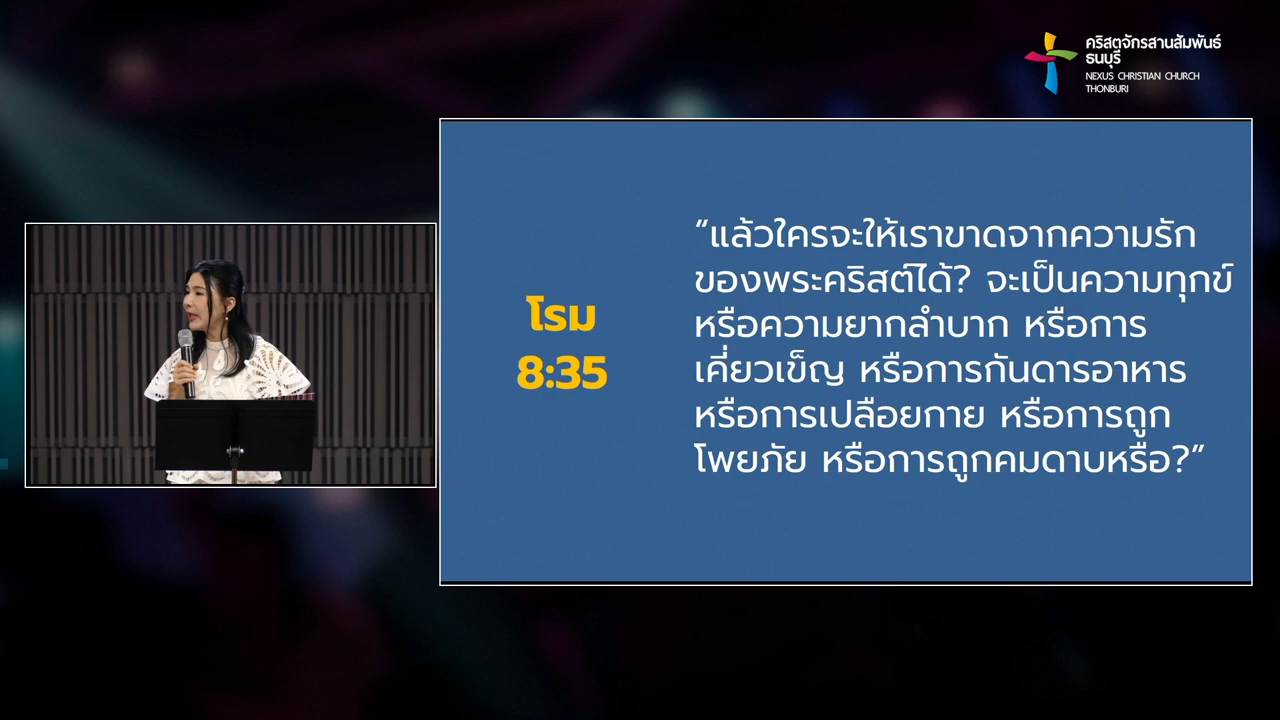 คริสตจักรสานสัมพันธ์
ธนบุรี
NEXUS CHRISTIAN CHURCH
THONBURI
โรม
8:35
“แล้วใครจะให้เราขาดจากความรัก
ของพระคริสต์ได้? จะเป็นความทุกข์
หรือความยากลำบาก หรือการ
เคี่ยวเข็ญ หรือการกันดารอาหาร
หรือการเปลือยกาย หรือการถูก
โพยภัย หรือการถูกคมดาบหรือ?”